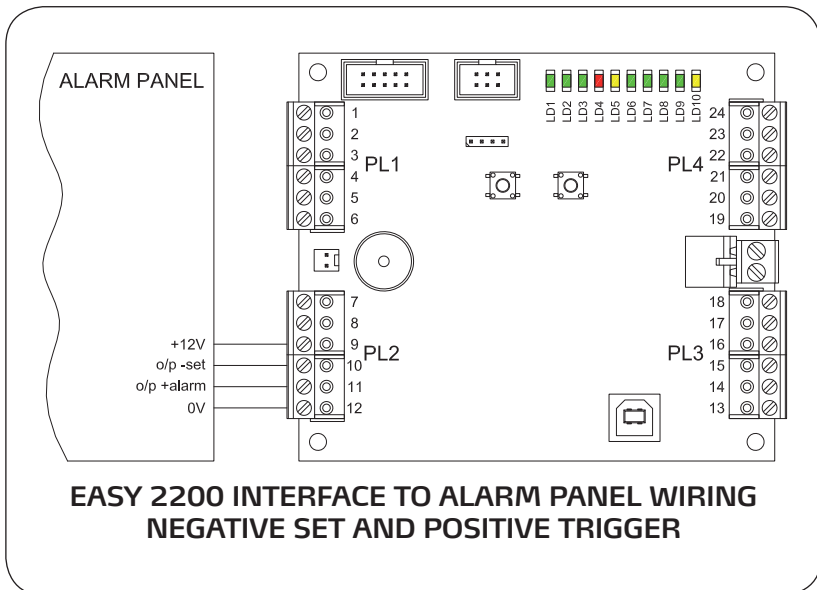 ALARM PANEL
LD1
LD2
LD3
LD4
LD5
LD6
LD7
LD8
LD9
LD10
1
2
3
PL1
4
5
6
24
23
22
PL4
21
20
19
7
8
9
PL2
10
11
12
18
17
16
PL3
15
14
13
+12V
o/p -set
o/p +alarm
0V
EASY 2200 INTERFACE TO ALARM PANEL WIRING
NEGATIVE SET AND POSITIVE TRIGGER